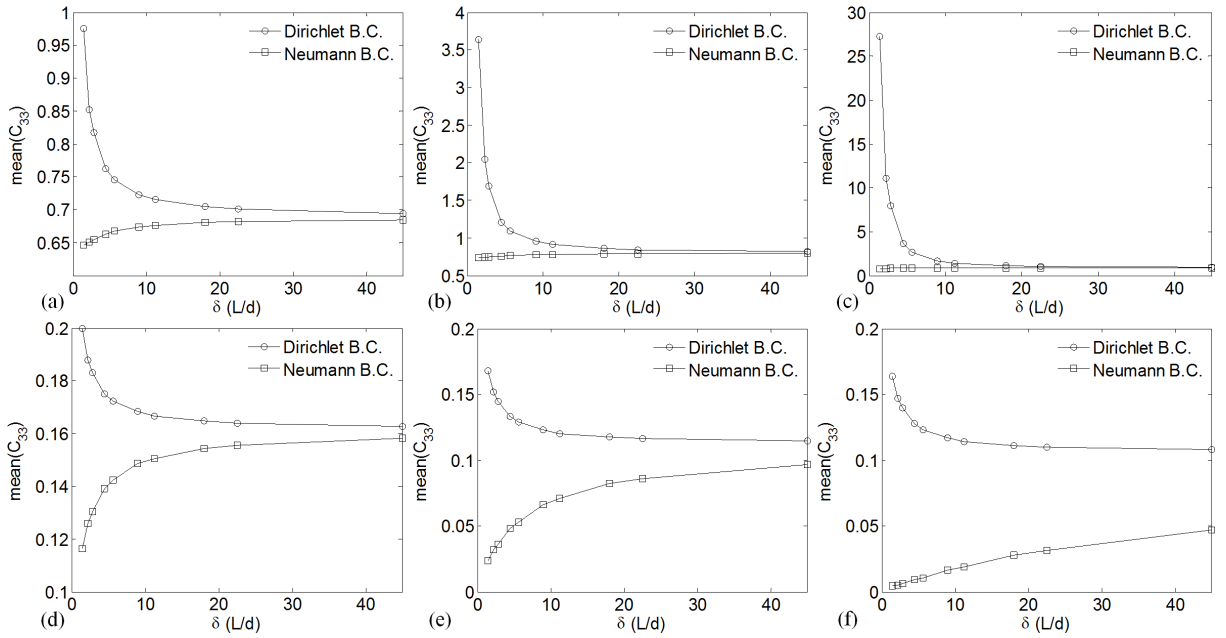 1
0.95
0.9
0.85
0.8
0.75
0.7
0.65
mean(C33)
0 10 20 30 40
δ (L/d)
Dirichlet B.C.
Neumann B.C.
(a)
4
3.5
3
2.5
2
1.5
1
0.5
mean(C33)
0 10 20 30 40
δ (L/d)
Dirichlet B.C.
Neumann B.C.
(b)
30
25
20
15
10
5
0
mean(C33)
0 10 20 30 40
δ (L/d)
Dirichlet B.C.
Neumann B.C.
(c)
0.2
0.18
0.16
0.14
0.12
0.1
mean(C33)
0 10 20 30 40
δ (L/d)
Dirichlet B.C.
Neumann B.C.
(d)
0.2
0.15
0.1
0.05
0
mean(C33)
0 10 20 30 40
δ (L/d)
Dirichlet B.C.
Neumann B.C.
(e)
0.2
0.15
0.1
0.05
0
mean(C33)
0 10 20 30 40
δ (L/d)
Dirichlet B.C.
Neumann B.C.
(f)